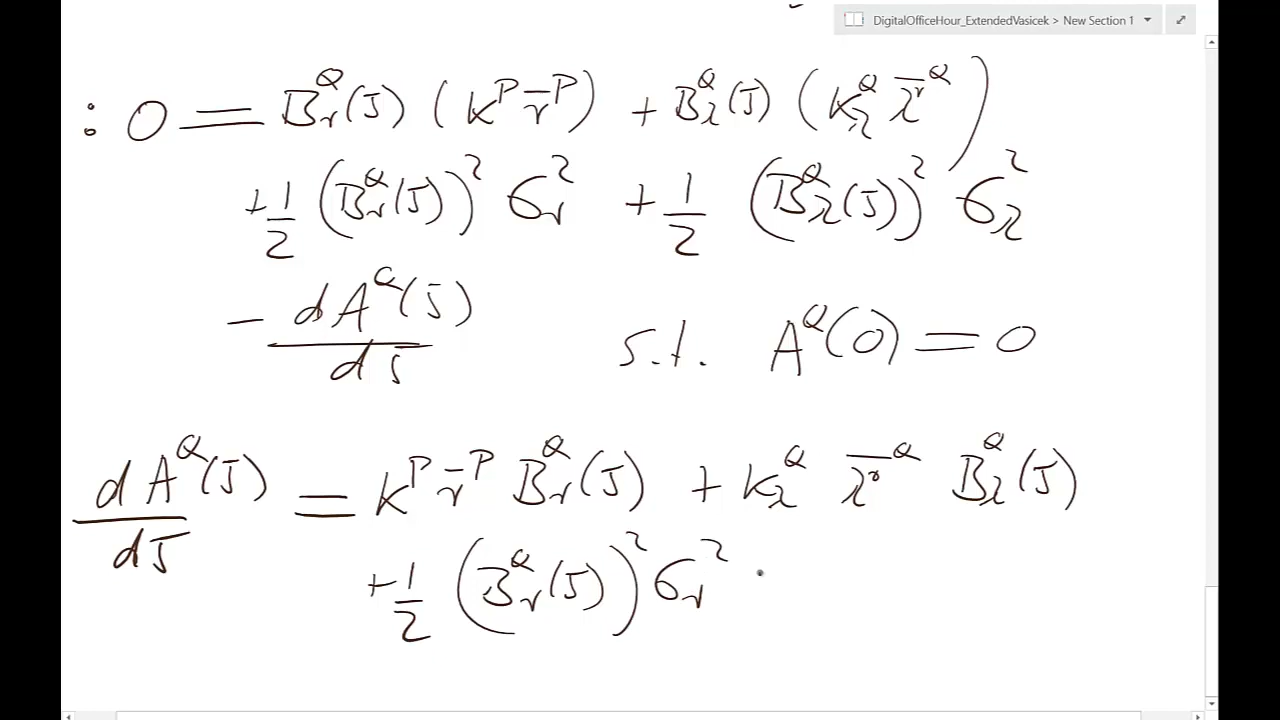 DigitalOfficeHour_ExtendedVasicek > New Section 1
: 0 = B_r^Q(τ) (κ^P r̄^P) + B_λ^Q(τ) (κ_λ^Q λ̄^{r Q})
+ 1/2 (B_r^Q(τ))^2 σ_r^2 + 1/2 (B_λ^Q(τ))^2 σ_λ^2
- dA^Q(τ)/dτ s.t. A^Q(0) = 0
dA^Q(τ)/dτ = κ^P r̄^P B_r^Q(τ) + κ_λ^Q λ̄^{r Q} B_λ^Q(τ)
+ 1/2 (B_r^Q(τ))^2 σ_r^2